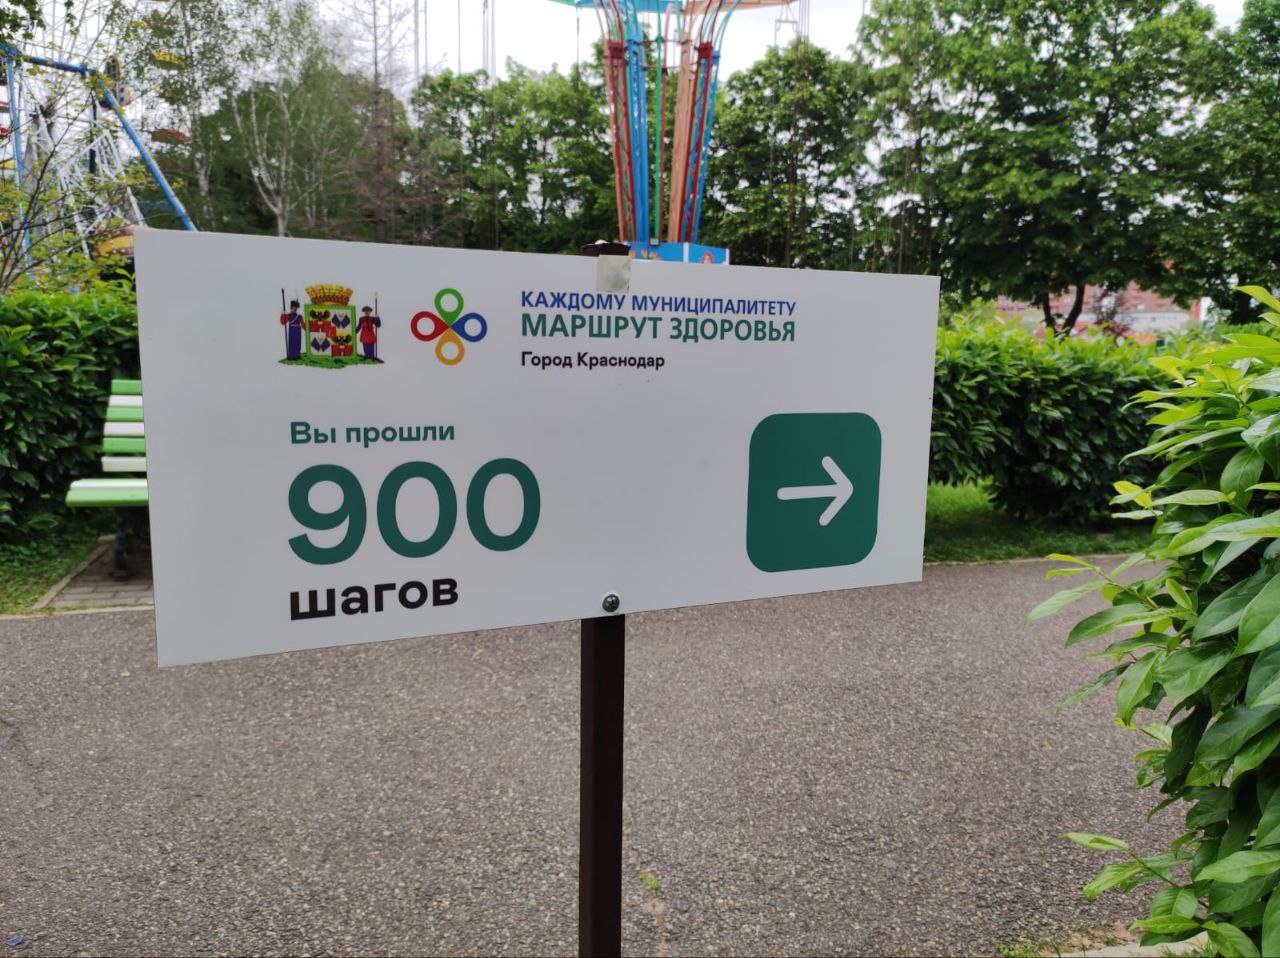 КАЖДОМУ МУНИЦИПАЛИТЕТУ
МАРШРУТ ЗДОРОВЬЯ
Город Краснодар
Вы прошли
900
шагов